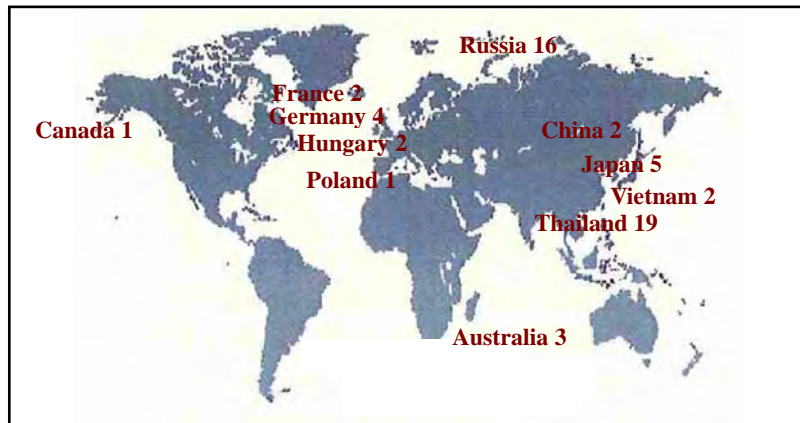 Russia 16
France 2
Germany 4
Canada 1
China 2
Hungary 2
Japan 5
Poland 1
Vietnam 2
Thailand 19
Australia 3